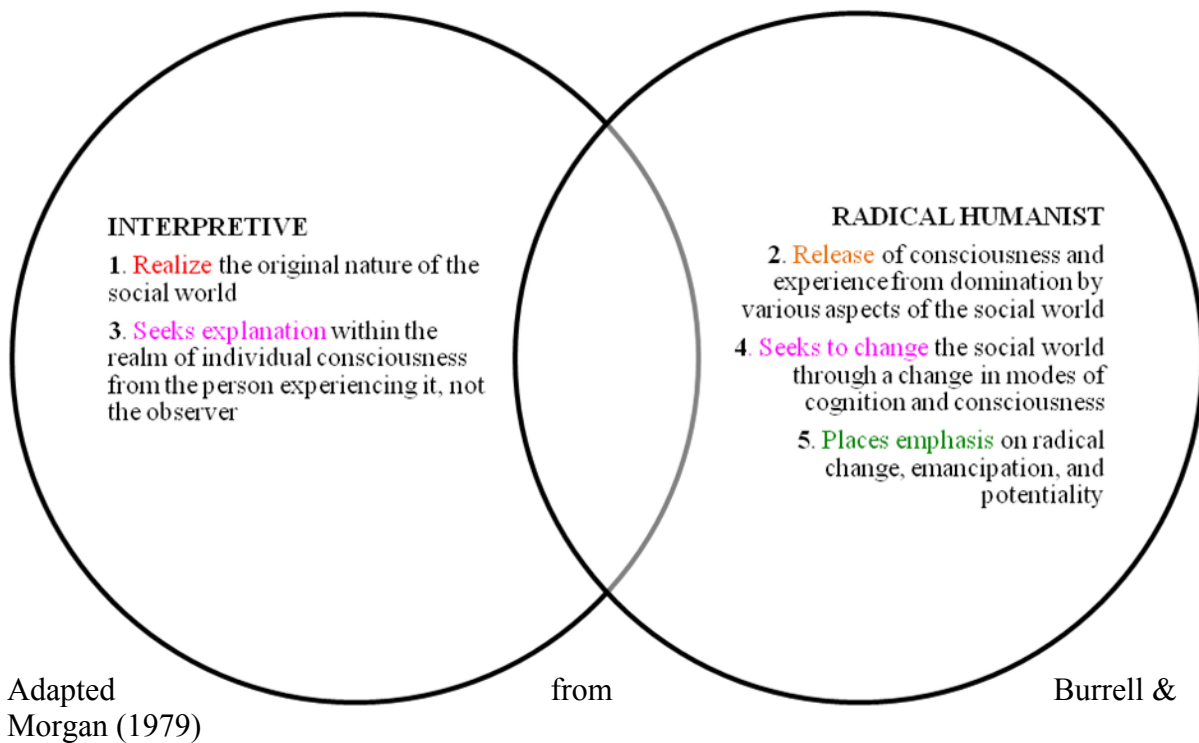 INTERPRETIVE
1. Realize the original nature of the
social world
3. Seeks explanation within the
realm of individual consciousness
from the person experiencing it, not
the observer
RADICAL HUMANIST
2. Release of consciousness and
experience from domination by
various aspects of the social world
4. Seeks to change the social world
through a change in modes of
cognition and consciousness
5. Places emphasis on radical
change, emancipation, and
potentiality
Adapted from Burrell &
Morgan (1979)